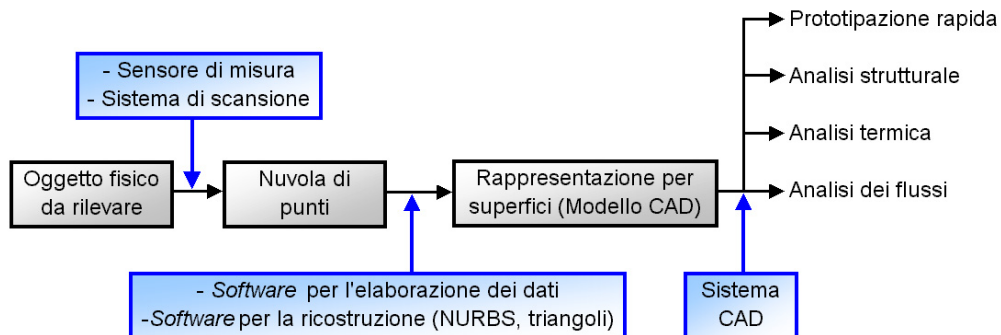 Prototipazione rapida
- Sensore di misura
- Sistema di scansione
Analisi strutturale
Analisi termica
Oggetto fisico
da rilevare
Nuvola di
punti
Rappresentazione per
superfici (Modello CAD)
Analisi dei flussi
- Software per l'elaborazione dei dati
-Software per la ricostruzione (NURBS, triangoli)
Sistema
CAD